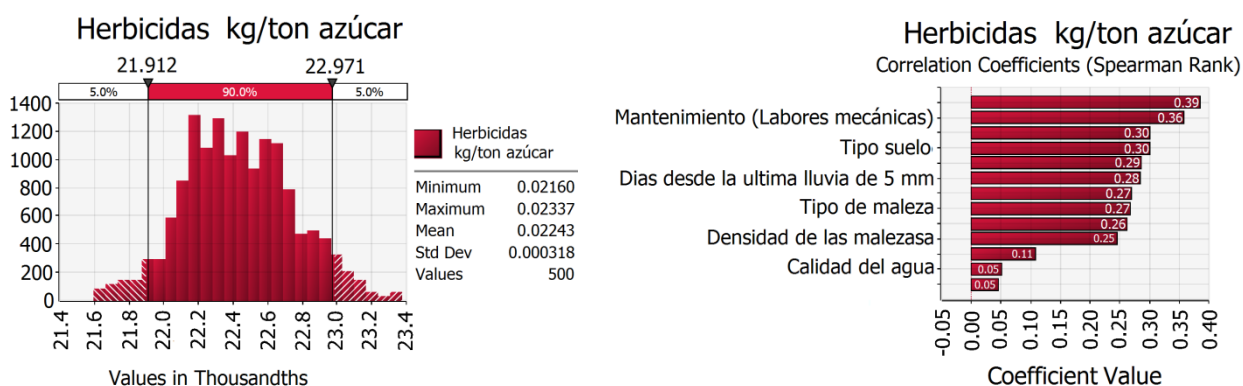 Herbicidas kg/ton azúcar
21.912 22.971
5.0% 90.0% 5.0%
1400
1200
1000
800
600
400
200
0
21.4 21.6 21.8 22.0 22.2 22.4 22.6 22.8 23.0 23.2 23.4
Values in Thousandths
Herbicidas
kg/ton azúcar
Minimum 0.02160
Maximum 0.02337
Mean 0.02243
Std Dev 0.000318
Values 500
Herbicidas kg/ton azúcar
Correlation Coefficients (Spearman Rank)
0.39
Mantenimiento (Labores mecánicas) 0.36
0.30
Tipo suelo 0.30
0.29
Dias desde la ultima lluvia de 5 mm 0.28
0.27
Tipo de maleza 0.27
0.26
Densidad de las malezasa 0.25
0.11
Calidad del agua 0.05
0.05
-0.05 0.00 0.05 0.10 0.15 0.20 0.25 0.30 0.35 0.40
Coefficient Value